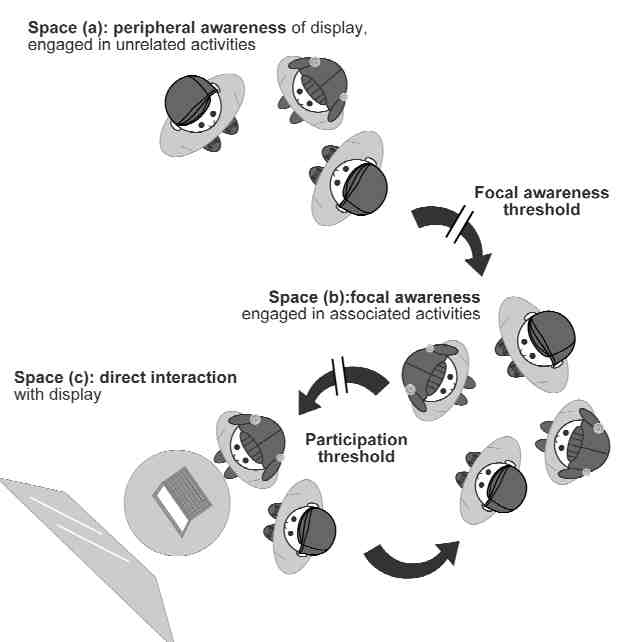 Space (a): peripheral awareness of display,
engaged in unrelated activities
Focal awareness
threshold
Space (b):focal awareness
engaged in associated activities
Space (c): direct interaction
with display
Participation
threshold